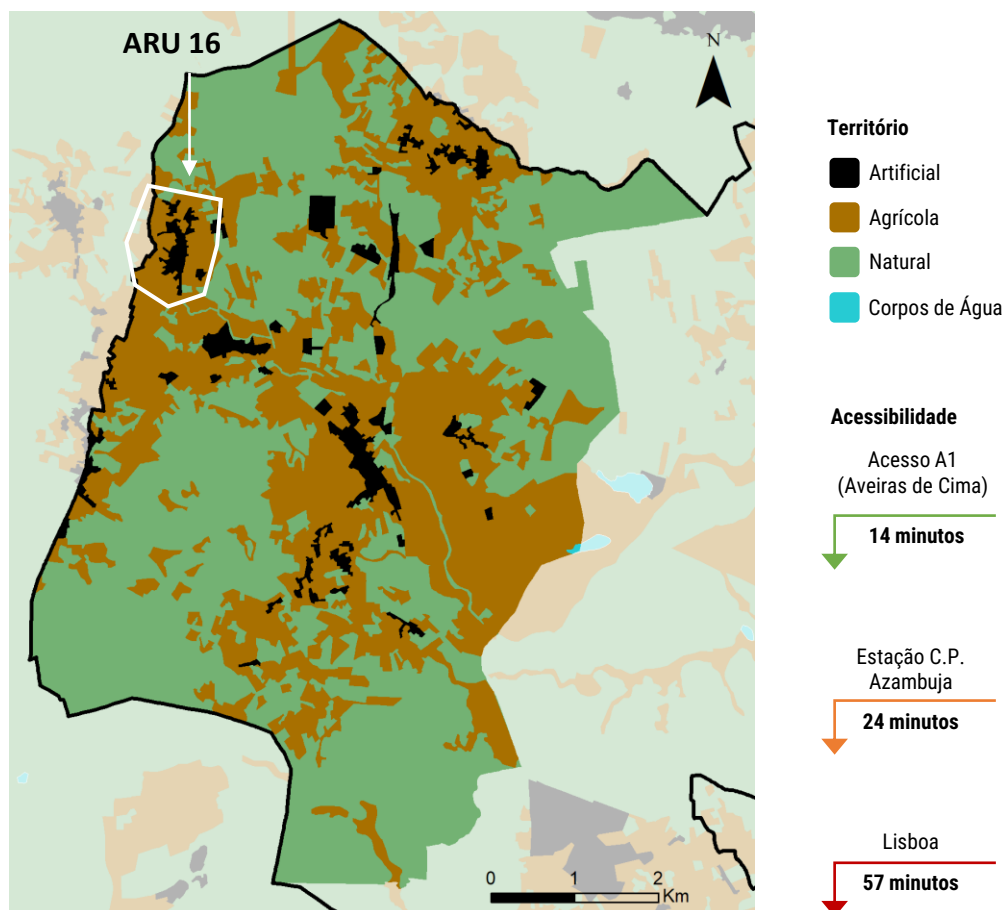 ARU 16
N
0 1 2
Km
Território
Artificial
Agrícola
Natural
Corpos de Água
Acessibilidade
Acesso A1
(Aveiras de Cima)
14 minutos
Estação C.P.
Azambuja
24 minutos
Lisboa
57 minutos